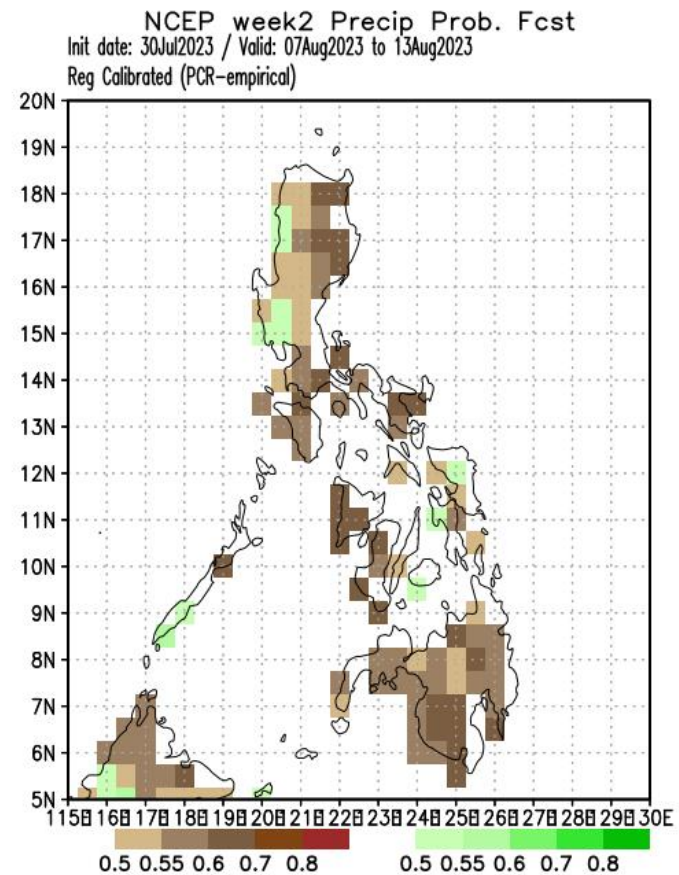 NCEP week2 Precip Prob. Fcst
Init date: 30Jul2023 / Valid: 07Aug2023 to 13Aug2023
Reg Calibrated (PCR-empirical)
20N
19N
18N
17N
16N
15N
14N
13N
12N
11N
10N
9N
8N
7N
6N
5N
115E 116E 117E 118E 119E 120E 121E 122E 123E 124E 125E 126E 127E 128E 129E 130E
0.5 0.55 0.6 0.7 0.8 0.5 0.55 0.6 0.7 0.8